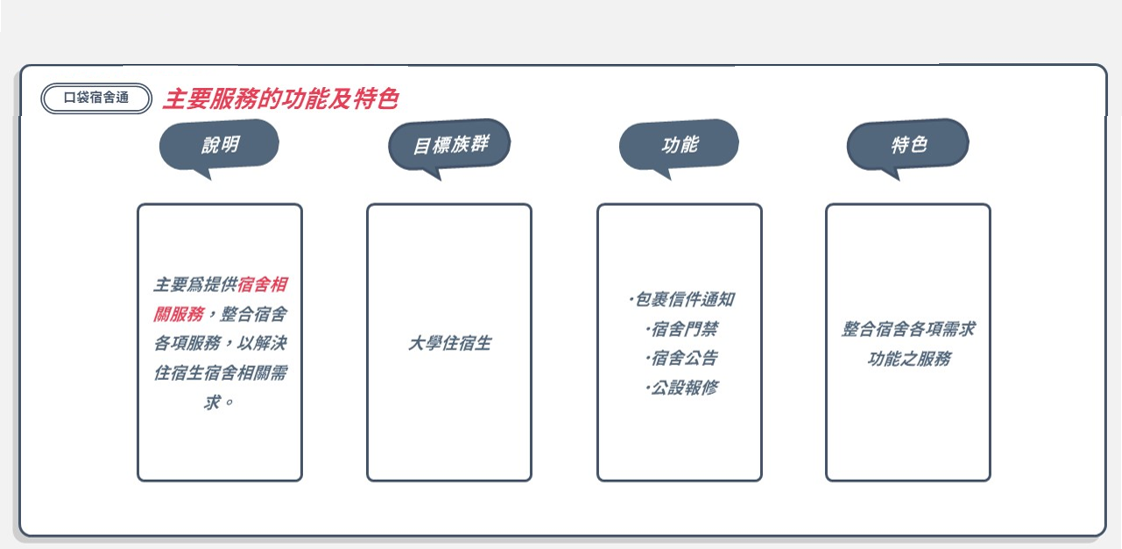 口袋宿舍通
主要服務的功能及特色
說明
目標族群
功能
特色
主要為提供宿舍相
關服務，整合宿舍
各項服務，以解決
住宿生宿舍相關需
求。
大學住宿生
·包裹信件通知
·宿舍門禁
·宿舍公告
·公設報修
整合宿舍各項需求
功能之服務